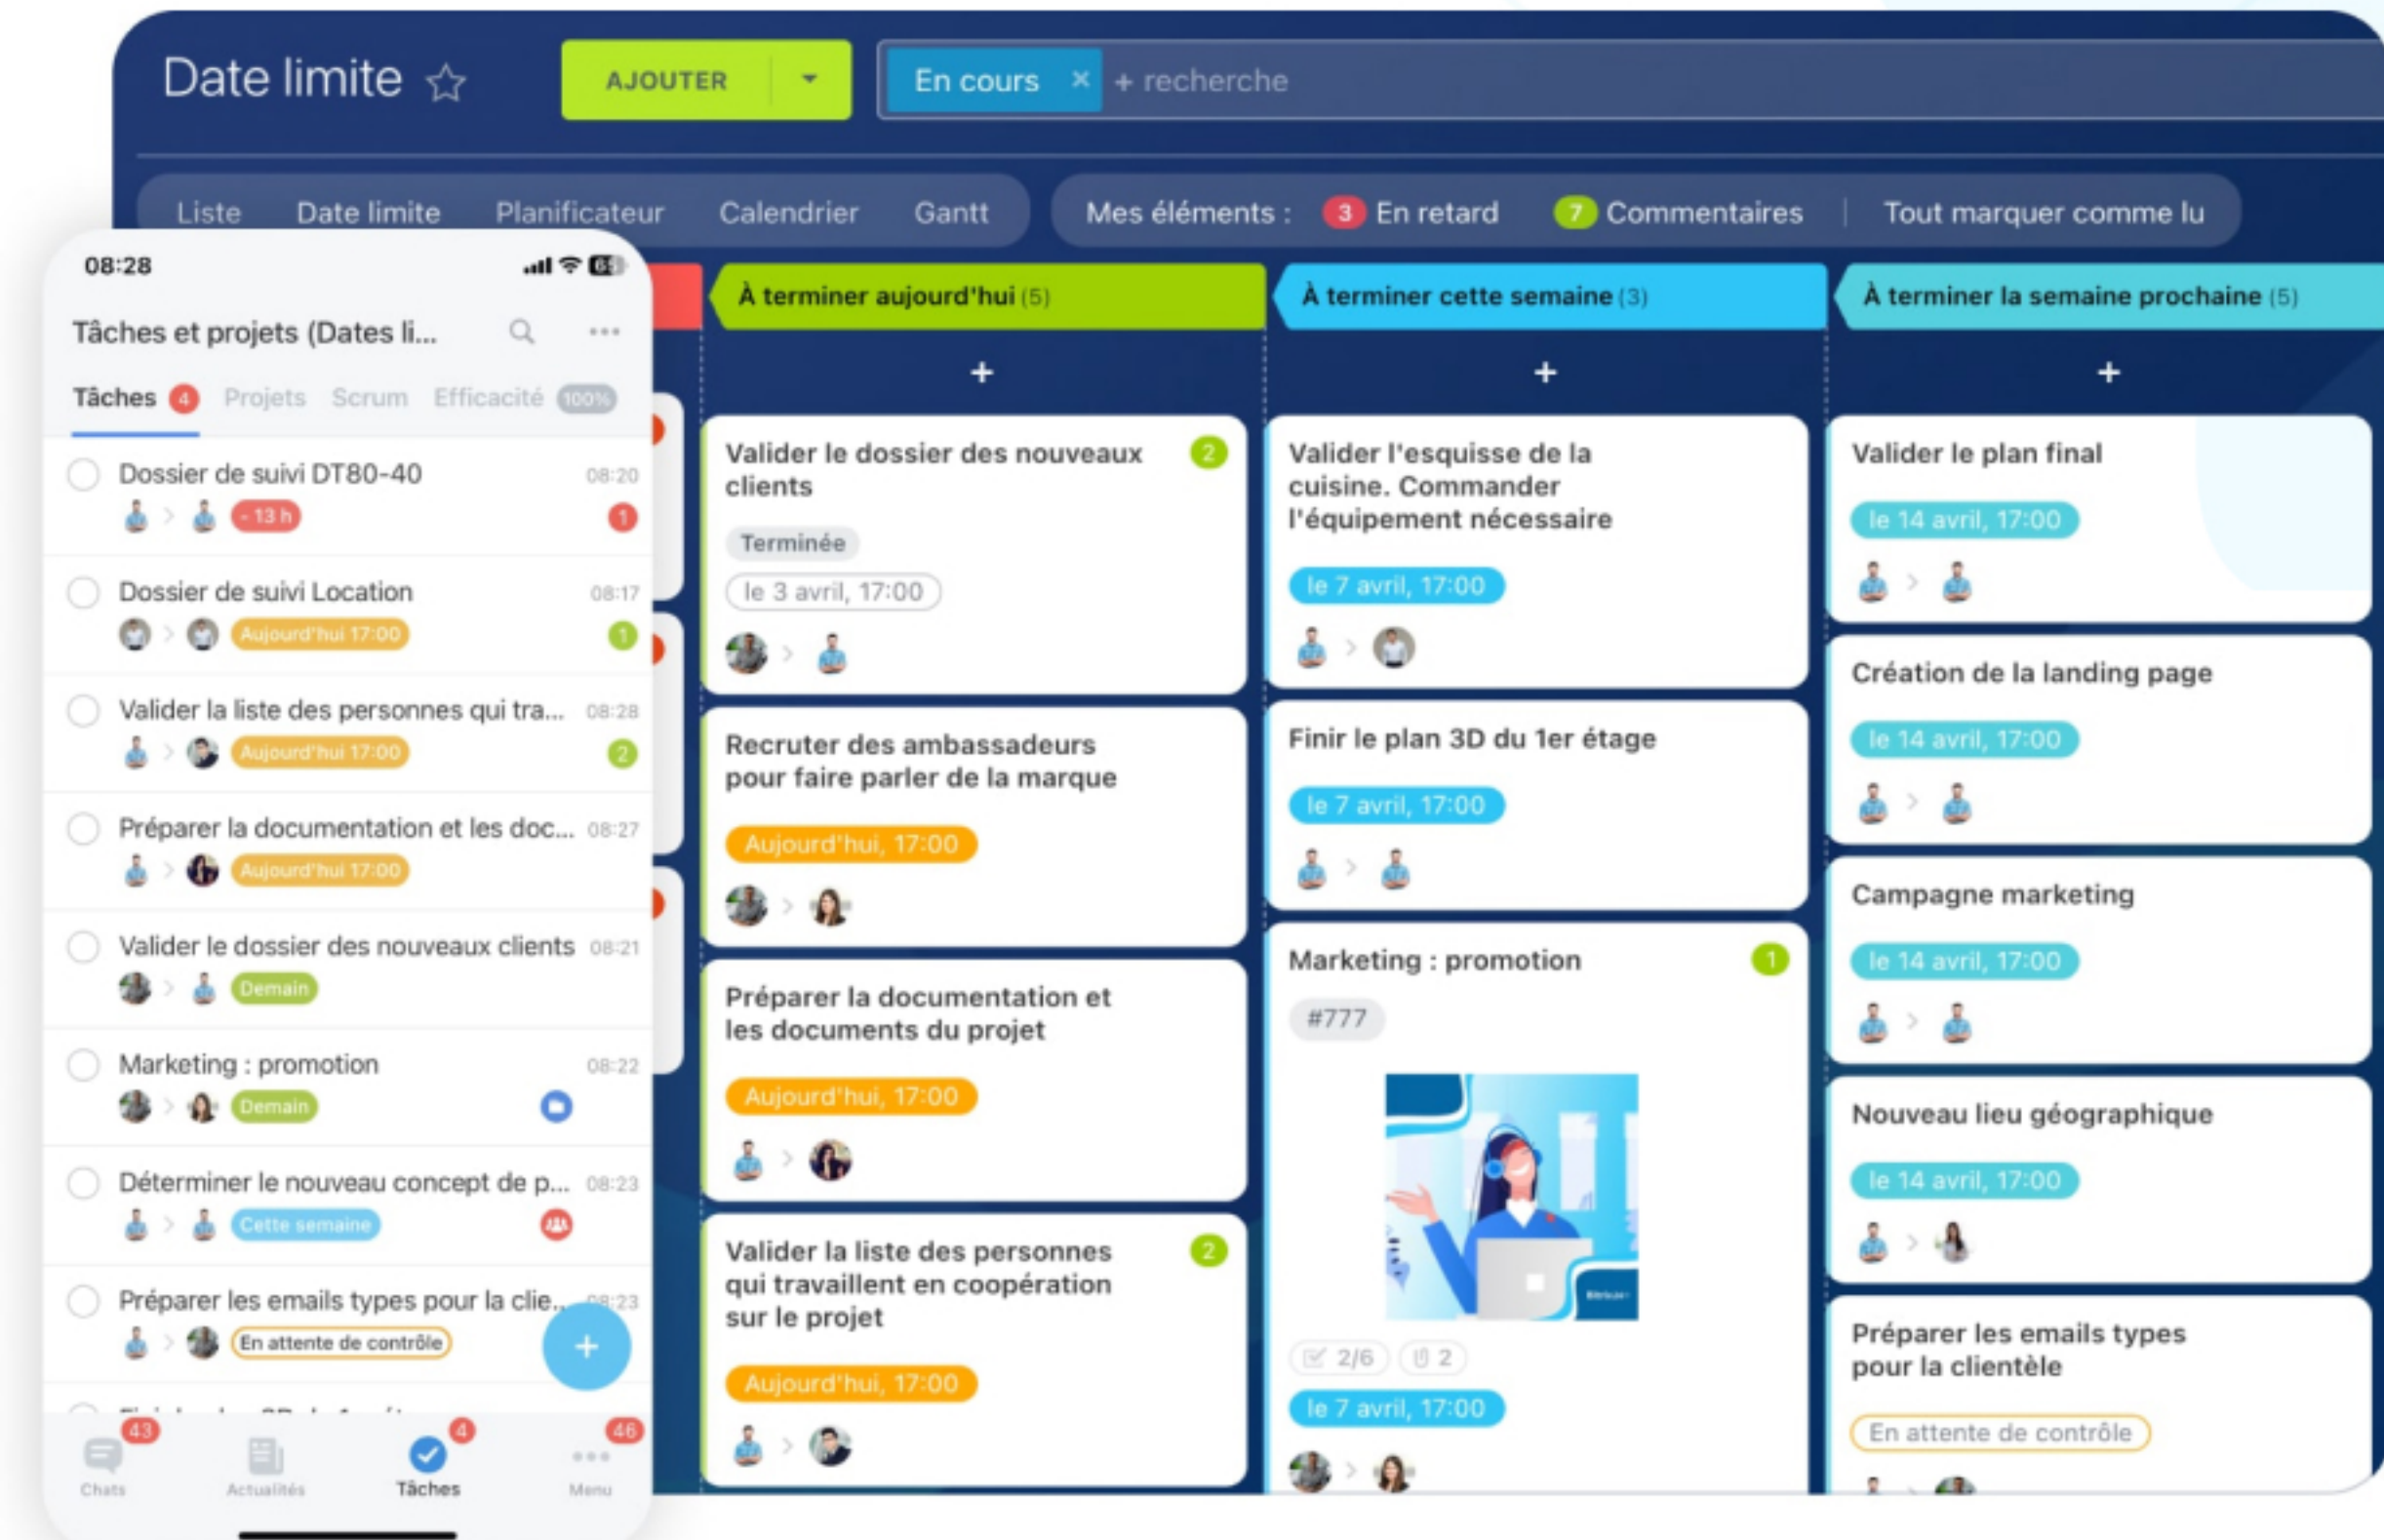 Date limite
AJOUTER
En cours × + recherche
Liste Date limite Planificateur Calendrier Gantt
Mes éléments : 3 En retard 7 Commentaires Tout marquer comme lu
08:28
Tâches et projets (Dates li...
Tâches 4 Projets Scrum Efficacité 100%
Dossier de suivi DT80-40 08:20
- 13 h 1
Dossier de suivi Location 08:17
Aujourd'hui 17:00 1
Valider la liste des personnes qui tra... 08:28
Aujourd'hui 17:00 2
Préparer la documentation et les doc... 08:27
Aujourd'hui 17:00
Valider le dossier des nouveaux clients 08:21
Demain
Marketing : promotion 08:22
Demain
Déterminer le nouveau concept de p... 08:23
Cette semaine
Préparer les emails types pour la clie... 08:23
En attente de contrôle
+
43 4 46
Chats Actualités Tâches Menu
À terminer aujourd'hui (5)
+
Valider le dossier des nouveaux 2
clients
Terminée
le 3 avril, 17:00
Recruter des ambassadeurs
pour faire parler de la marque
Aujourd'hui, 17:00
Préparer la documentation et
les documents du projet
Aujourd'hui, 17:00
Valider la liste des personnes 2
qui travaillent en coopération
sur le projet
Aujourd'hui, 17:00
À terminer cette semaine (3)
+
Valider l'esquisse de la
cuisine. Commander
l'équipement nécessaire
le 7 avril, 17:00
Finir le plan 3D du 1er étage
le 7 avril, 17:00
Marketing : promotion 1
#777
2/6 2
le 7 avril, 17:00
À terminer la semaine prochaine (5)
+
Valider le plan final
le 14 avril, 17:00
Création de la landing page
le 14 avril, 17:00
Campagne marketing
le 14 avril, 17:00
Nouveau lieu géographique
le 14 avril, 17:00
Préparer les emails types
pour la clientèle
En attente de contrôle